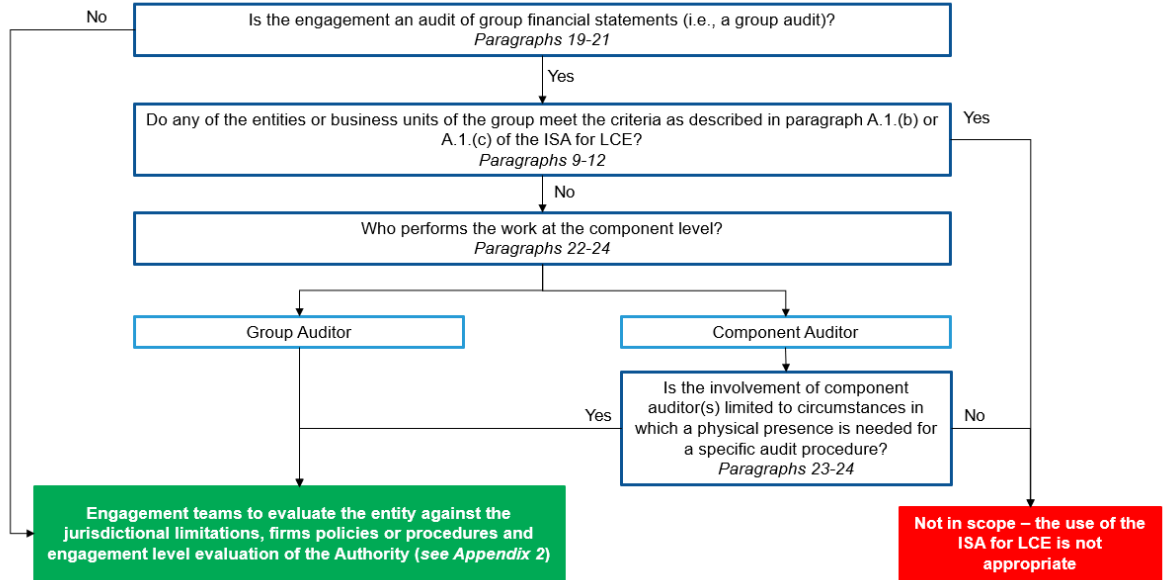 No
Is the engagement an audit of group financial statements (i.e., a group audit)?
Paragraphs 19-21
Yes
Do any of the entities or business units of the group meet the criteria as described in paragraph A.1.(b) or
A.1.(c) of the ISA for LCE?
Paragraphs 9-12
Yes
No
Who performs the work at the component level?
Paragraphs 22-24
Group Auditor
Component Auditor
Is the involvement of component
auditor(s) limited to circumstances in
which a physical presence is needed for
a specific audit procedure?
Paragraphs 23-24
Yes
No
Engagement teams to evaluate the entity against the
jurisdictional limitations, firms policies or procedures and
engagement level evaluation of the Authority (see Appendix 2)
Not in scope – the use of the
ISA for LCE is not
appropriate